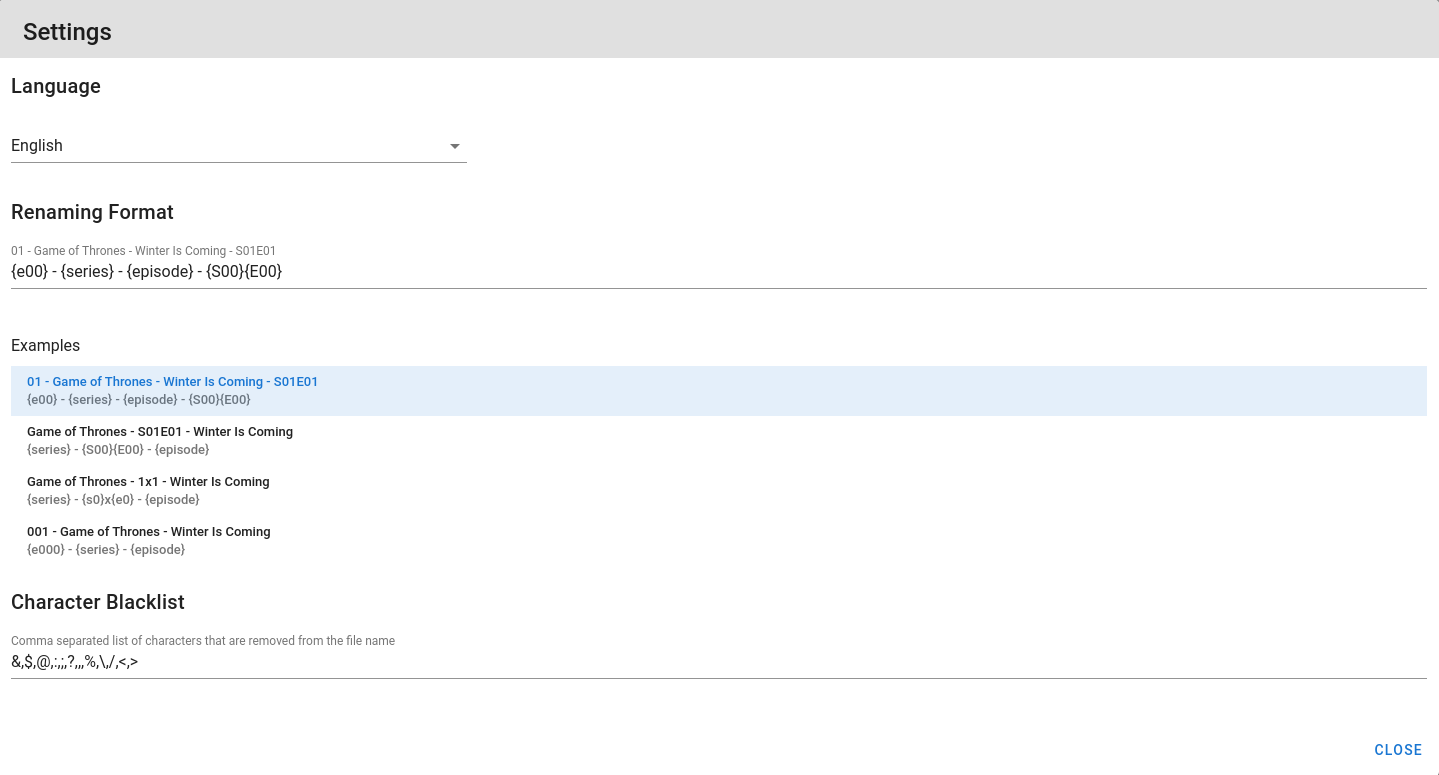 Settings
Language
English
Renaming Format
01 - Game of Thrones - Winter Is Coming - S01E01
{e00} - {series} - {episode} - {S00}{E00}
Examples
01 - Game of Thrones - Winter Is Coming - S01E01
{e00} - {series} - {episode} - {S00}{E00}
Game of Thrones - S01E01 - Winter Is Coming
{series} - {S00}{E00} - {episode}
Game of Thrones - 1x1 - Winter Is Coming
{series} - {s0}x{e0} - {episode}
001 - Game of Thrones - Winter Is Coming
{e000} - {series} - {episode}
Character Blacklist
Comma separated list of characters that are removed from the file name
&,$,@,:,;,?,,,%,\,/,<,>
CLOSE